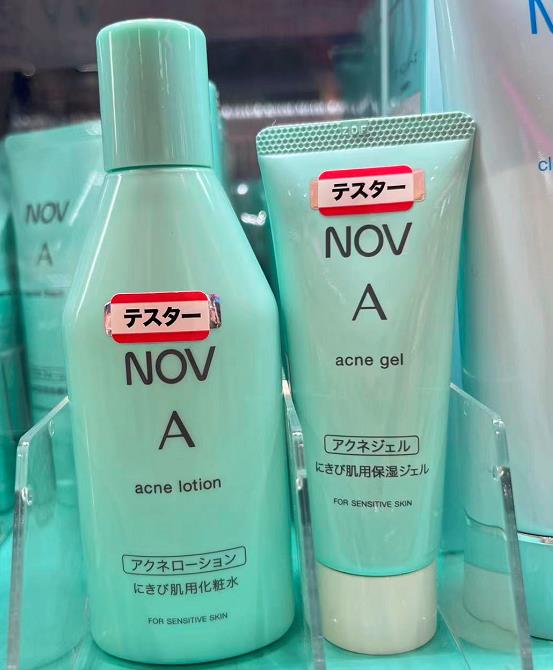 テスター
NOV
A
acne lotion
アクネローション
にきび肌用化粧水
FOR SENSITIVE SKIN
テスター
NOV
A
acne gel
アクネジェル
にきび肌用保湿ジェル
FOR SENSITIVE SKIN
NOV
A
N
cl